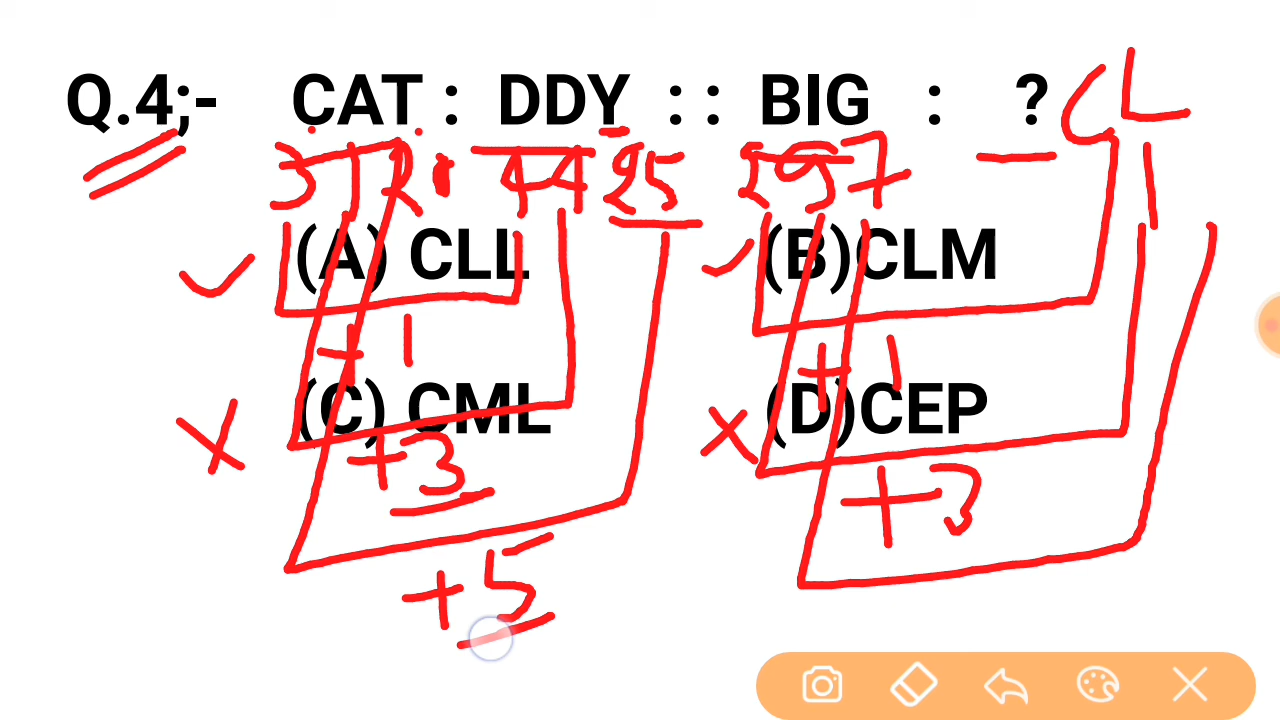 Q.4;- CAT : DDY : : BIG : ? CL
3 1 20 4 4 25 2 9 7
(A) CLL (B)CLM
+1 +1
(C) CML (D)CEP
+3 +3
+5